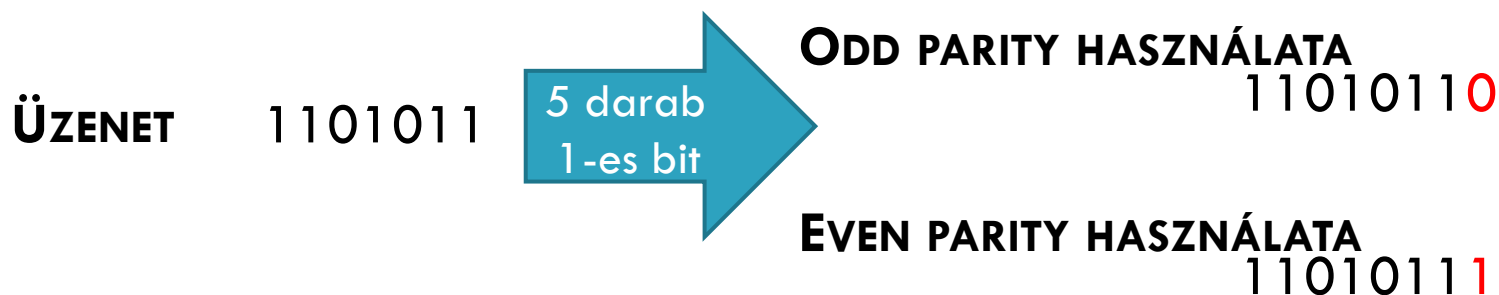 ÜZENET 1101011
5 darab
1-es bit
ODD PARITY HASZNÁLATA
11010110
EVEN PARITY HASZNÁLATA
11010111